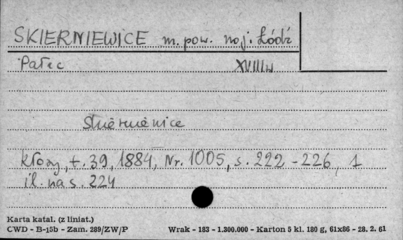 SKIERNIEWICE m. pow. woj. Łódź
Pałac XVIII w
Skierniewice
Kłosy, t. 39, 1884, Nr. 1005, s. 222-226, 1
il. na s. 224
Karta katal. (z liniat.)
CWD - B-15b - Zam. 289/ZW/P Wrak - 183 - 1.300.000 - Karton 5 kl. 180 g, 61x86 - 28. 2. 61